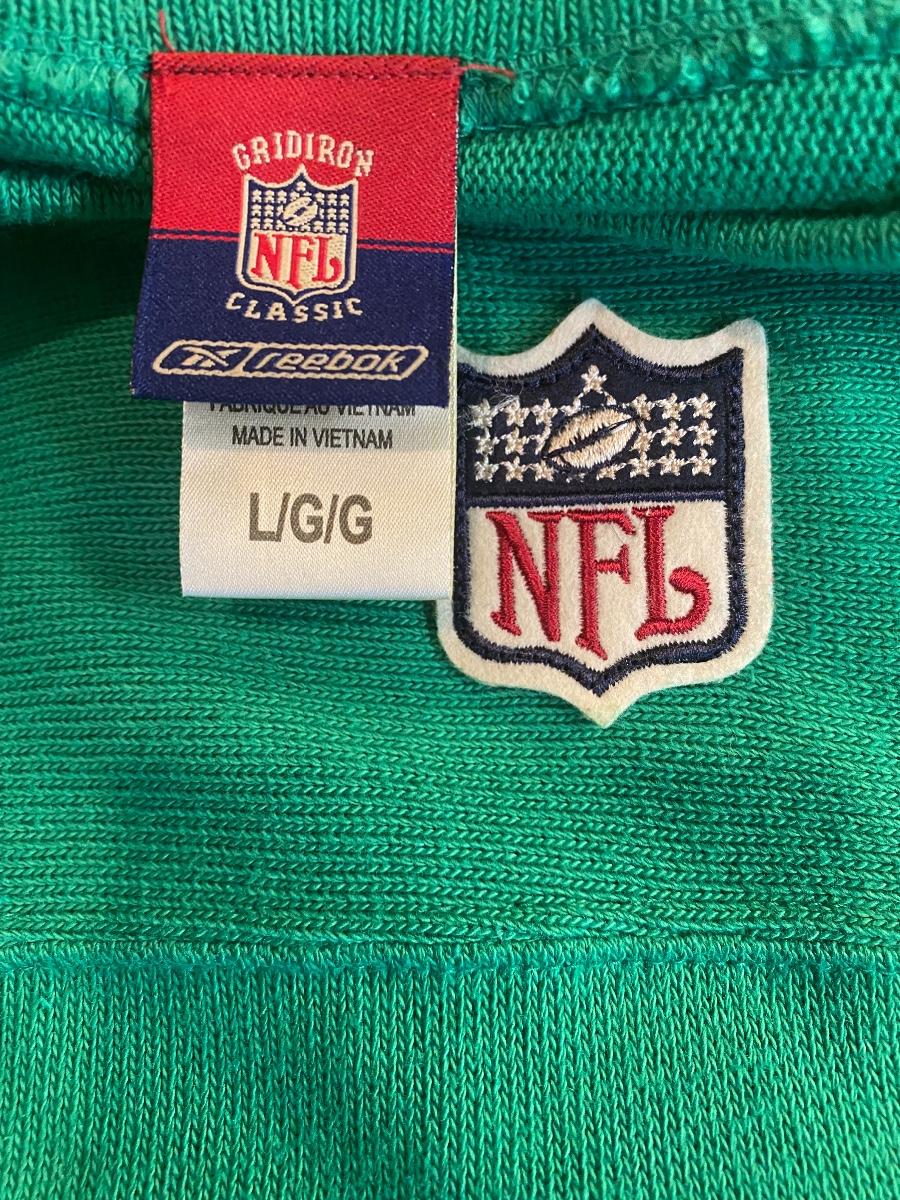 GRIDIRON
NFL
CLASSIC
reebok
FABRIQUE AU VIETNAM
MADE IN VIETNAM
L/G/G
NFL